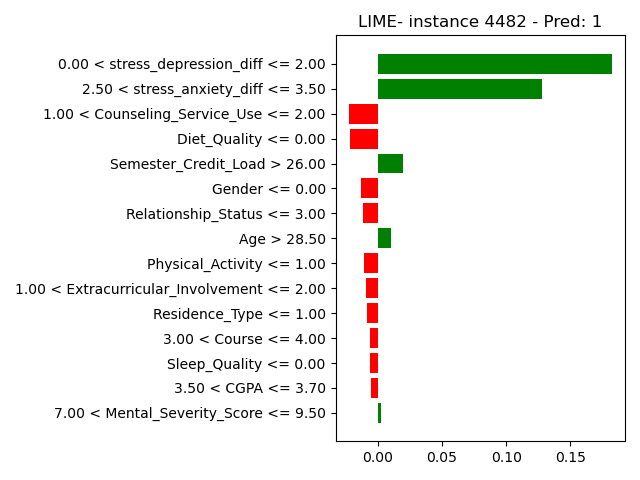 LIME- instance 4482 - Pred: 1
0.00 < stress_depression_diff <= 2.00
2.50 < stress_anxiety_diff <= 3.50
1.00 < Counseling_Service_Use <= 2.00
Diet_Quality <= 0.00
Semester_Credit_Load > 26.00
Gender <= 0.00
Relationship_Status <= 3.00
Age > 28.50
Physical_Activity <= 1.00
1.00 < Extracurricular_Involvement <= 2.00
Residence_Type <= 1.00
3.00 < Course <= 4.00
Sleep_Quality <= 0.00
3.50 < CGPA <= 3.70
7.00 < Mental_Severity_Score <= 9.50
0.00 0.05 0.10 0.15